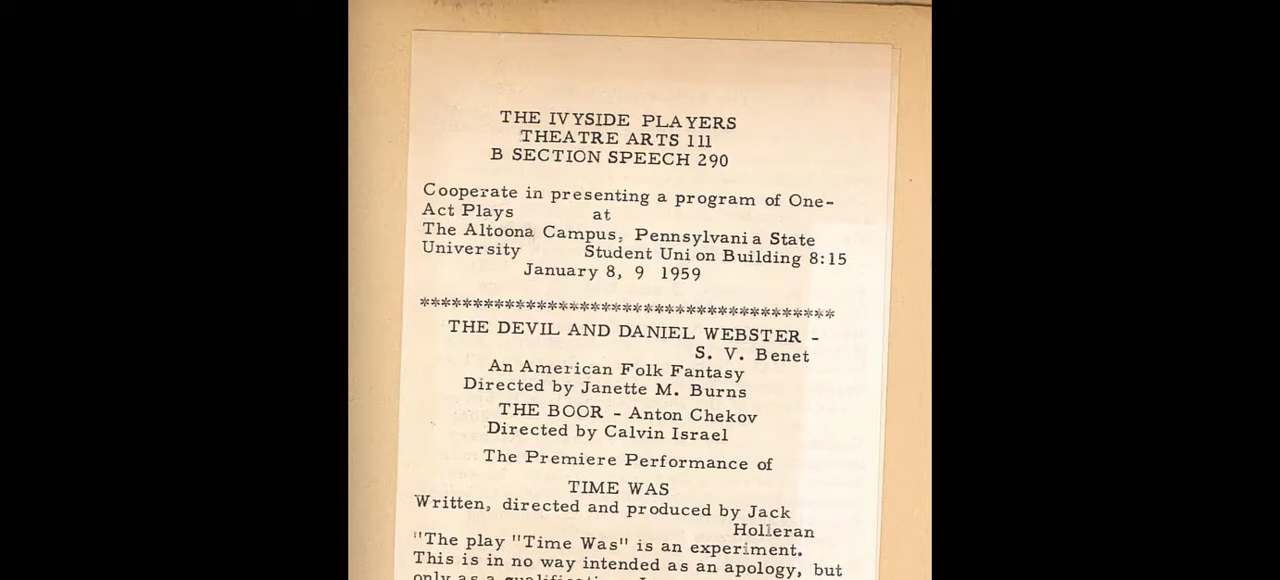 THE IVYSIDE PLAYERS
THEATRE ARTS 111
B SECTION SPEECH 290
Cooperate in presenting a program of One-
Act Plays at
The Altoona Campus, Pennsylvania State
University Student Union Building 8:15
January 8, 9 1959
***************************************
THE DEVIL AND DANIEL WEBSTER -
S. V. Benet
An American Folk Fantasy
Directed by Janette M. Burns
THE BOOR - Anton Chekov
Directed by Calvin Israel
The Premiere Performance of
TIME WAS
Written, directed and produced by Jack
Holleran
"The play "Time Was" is an experiment.
This is in no way intended as an apology, but
only as a